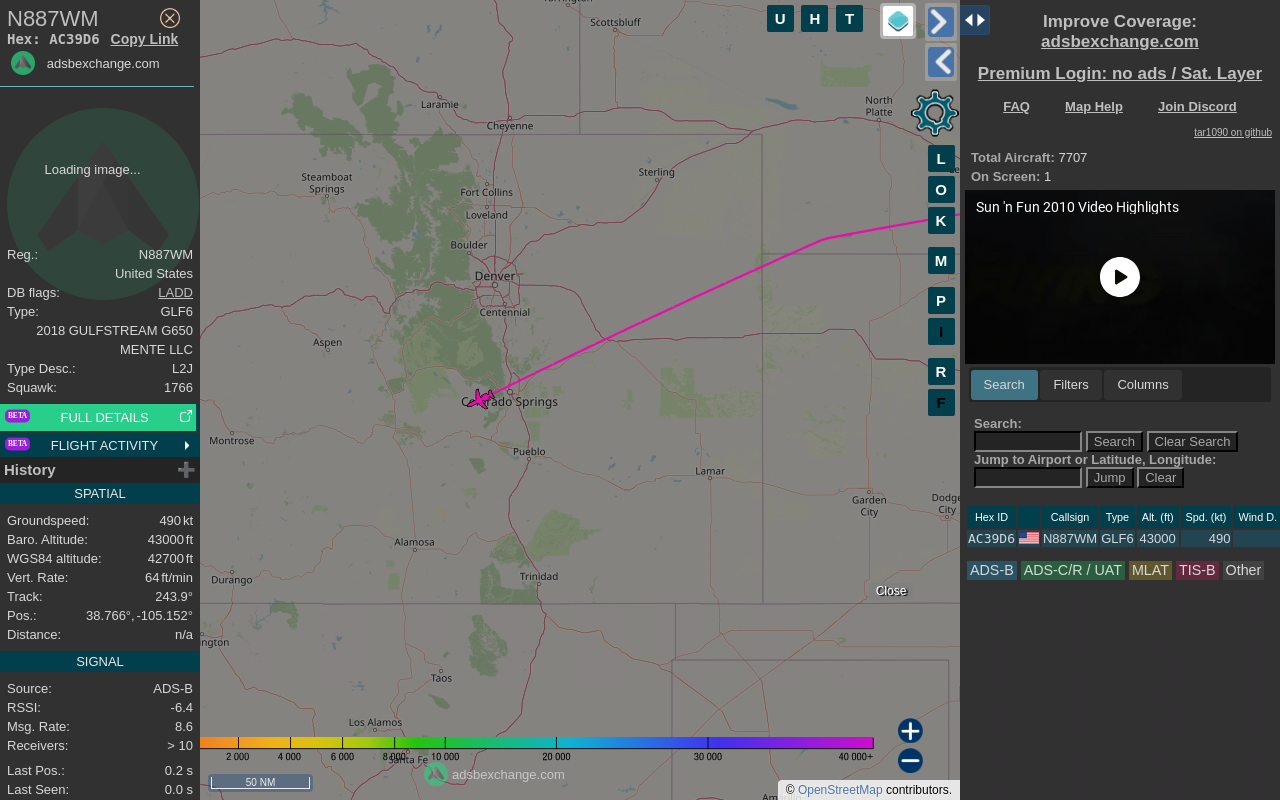 N887WM
Hex: AC39D6 Copy Link
adsbexchange.com
Loading image...
Reg.: N887WM
United States
DB flags: LADD
Type: GLF6
2018 GULFSTREAM G650
MENTE LLC
Type Desc.: L2J
Squawk: 1766
BETA FULL DETAILS
BETA FLIGHT ACTIVITY
History
SPATIAL
Groundspeed: 490 kt
Baro. Altitude: 43000 ft
WGS84 altitude: 42700 ft
Vert. Rate: 64 ft/min
Track: 243.9°
Pos.: 38.766°, -105.152°
Distance: n/a
SIGNAL
Source: ADS-B
RSSI: -6.4
Msg. Rate: 8.6
Receivers: > 10
Last Pos.: 0.2 s
Last Seen: 0.0 s
Scottsbluff
Laramie
Cheyenne
North
Platte
Sterling
Steamboat
Springs
Fort Collins
Loveland
Boulder
Denver
Centennial
Aspen
Colorado Springs
Montrose
Pueblo
Lamar
Garden
City
Dodge
City
Alamosa
Durango
Trinidad
Taos
Los Alamos
Santa Fe
U H T
L
O
K
M
P
I
R
F
Close
2 000 4 000 6 000 8 000 10 000 20 000 30 000 40 000+
adsbexchange.com
50 NM
© OpenStreetMap contributors.
Improve Coverage:
adsbexchange.com
Premium Login: no ads / Sat. Layer
FAQ Map Help Join Discord
tar1090 on github
Total Aircraft: 7707
On Screen: 1
Sun 'n Fun 2010 Video Highlights
Search Filters Columns
Search:
Search Clear Search
Jump to Airport or Latitude, Longitude:
Jump Clear
Hex ID Callsign Type Alt. (ft) Spd. (kt) Wind D.
AC39D6 N887WM GLF6 43000 490
ADS-B ADS-C/R / UAT MLAT TIS-B Other